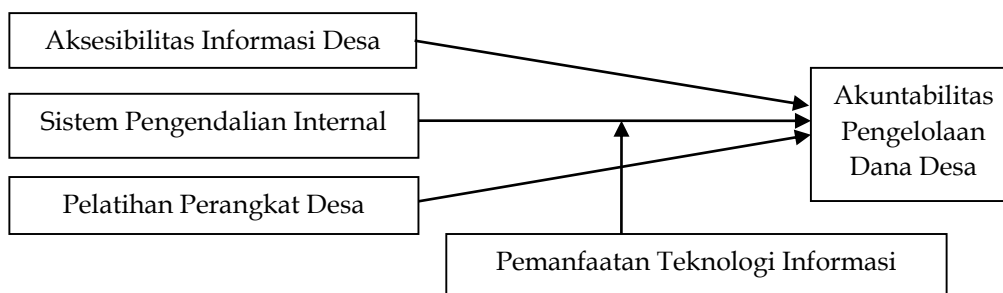 Aksesibilitas Informasi Desa
Sistem Pengendalian Internal
Pelatihan Perangkat Desa
Akuntabilitas
Pengelolaan
Dana Desa
Pemanfaatan Teknologi Informasi